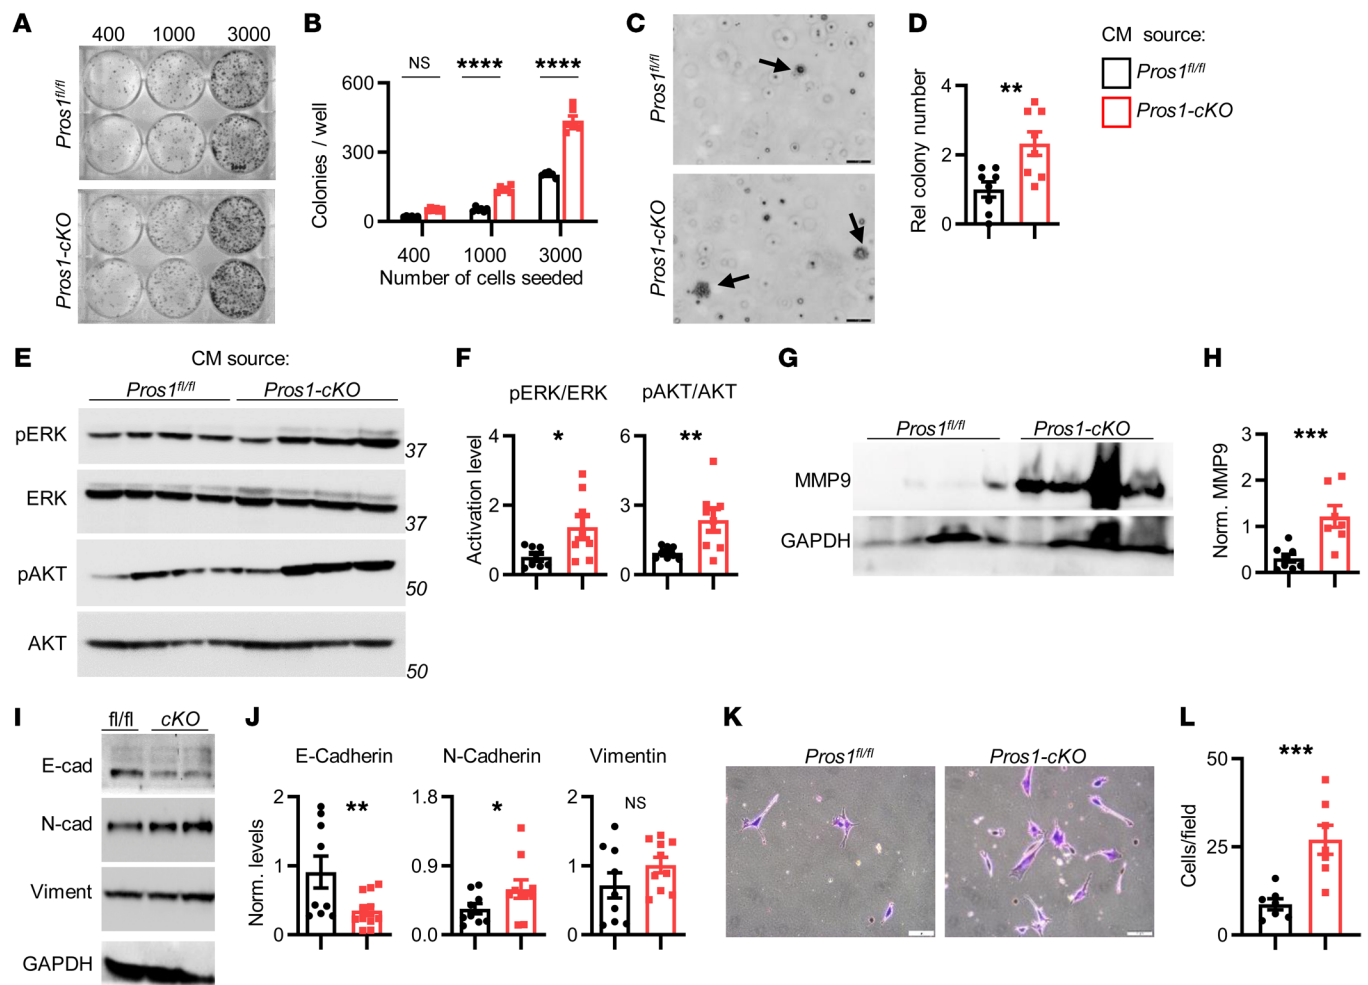 A
400 1000 3000
Pros1fl/fl
Pros1-cKO
B
NS **** ****
600
300
0
Colonies / well
400 1000 3000
Number of cells seeded
C
Pros1fl/fl
Pros1-cKO
D
**
4
2
0
Rel colony number
CM source:
Pros1fl/fl
Pros1-cKO
E
CM source:
Pros1fl/fl Pros1-cKO
pERK
37
ERK
37
pAKT
50
AKT
50
F
pERK/ERK pAKT/AKT
4 * 6 **
2 3
0 0
Activation level
G
Pros1fl/fl Pros1-cKO
MMP9
GAPDH
H
3 ***
2
1
0
Norm. MMP9
I
fl/fl cKO
E-cad
N-cad
Viment
GAPDH
J
E-Cadherin N-Cadherin Vimentin
2 ** 1.8 * 2 NS
1 0.9 1
0 0.0 0
Norm. levels
K
Pros1fl/fl Pros1-cKO
L
50 ***
25
0
Cells/field